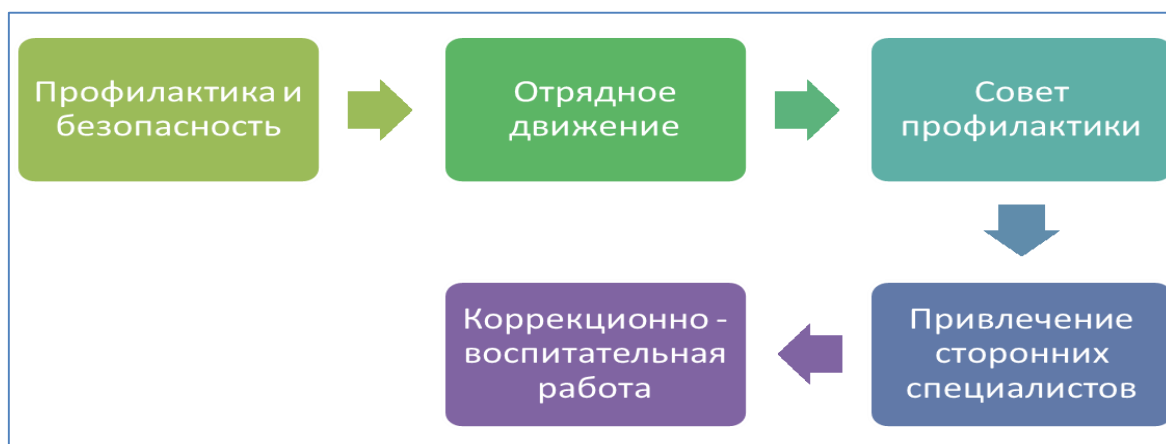 Профилактика и
безопасность
Отрядное
движение
Совет
профилактики
Привлечение
сторонних
специалистов
Коррекционно -
воспитательная
работа